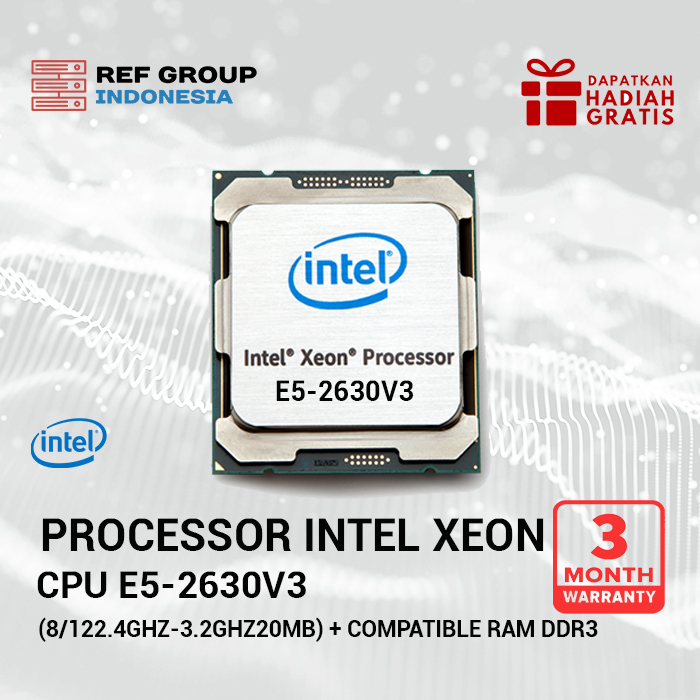 REF GROUP
INDONESIA
DAPATKAN
HADIAH
GRATIS
intel
Intel® Xeon® Processor
E5-2630V3
intel
PROCESSOR INTEL XEON
CPU E5-2630V3
(8/122.4GHZ-3.2GHZ20MB) + COMPATIBLE RAM DDR3
3
MONTH
WARRANTY